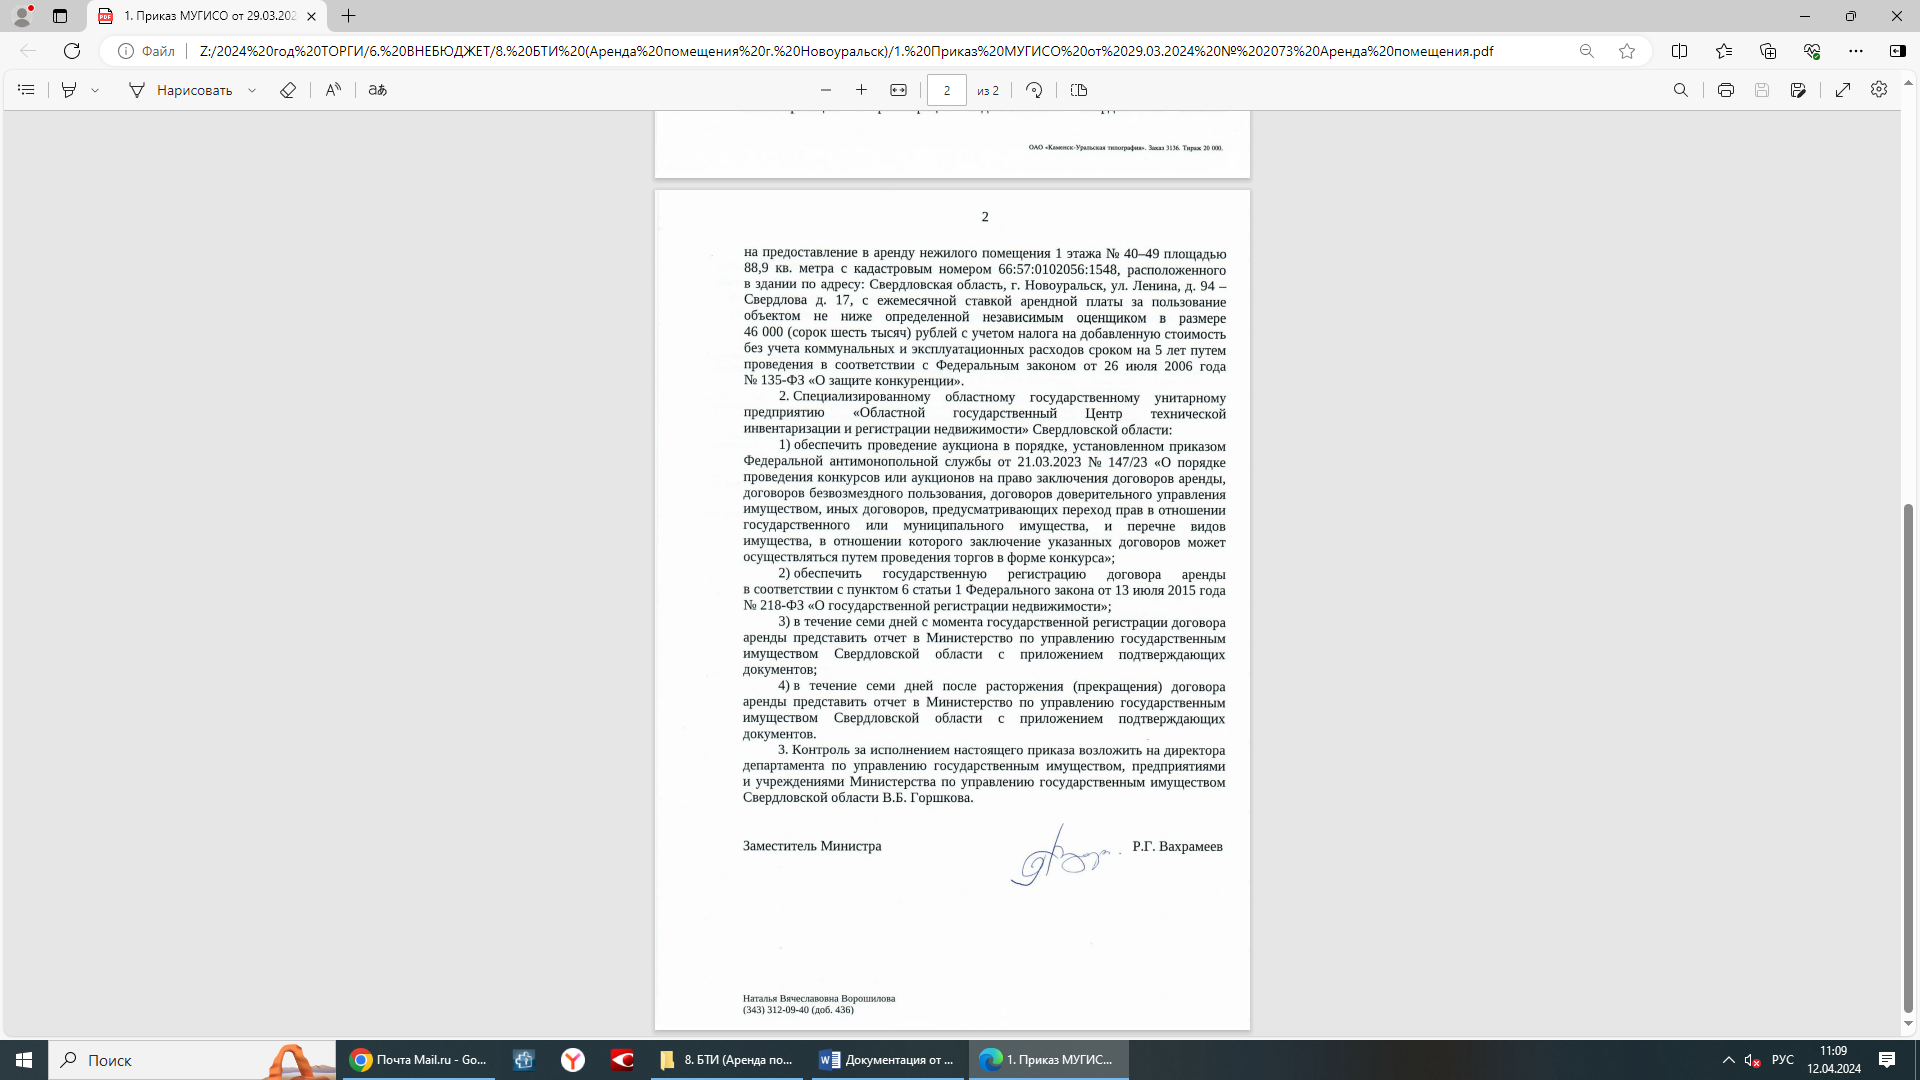 1. Приказ МУГИСО от 29.03.202
Файл
Z:/2024%20год%20ТОРГИ/6.%20ВНЕБЮДЖЕТ/8.%20БТИ%20(Аренда%20помещения%20г.%20Новоуральск)/1.%20Приказ%20МУГИСО%20от%2029.03.2024%20№%202073%20Аренда%20помещения.pdf
Нарисовать
2 из 2
ОАО «Каменск-Уральская типография». Заказ 3136. Тираж 20 000.
2
на предоставление в аренду нежилого помещения 1 этажа № 40–49 площадью
88,9 кв. метра с кадастровым номером 66:57:0102056:1548, расположенного
в здании по адресу: Свердловская область, г. Новоуральск, ул. Ленина, д. 94 –
Свердлова д. 17, с ежемесячной ставкой арендной платы за пользование
объектом не ниже определенной независимым оценщиком в размере
46 000 (сорок шесть тысяч) рублей с учетом налога на добавленную стоимость
без учета коммунальных и эксплуатационных расходов сроком на 5 лет путем
проведения в соответствии с Федеральным законом от 26 июля 2006 года
№ 135-ФЗ «О защите конкуренции».
2. Специализированному областному государственному унитарному
предприятию «Областной государственный Центр технической
инвентаризации и регистрации недвижимости» Свердловской области:
1) обеспечить проведение аукциона в порядке, установленном приказом
Федеральной антимонопольной службы от 21.03.2023 № 147/23 «О порядке
проведения конкурсов или аукционов на право заключения договоров аренды,
договоров безвозмездного пользования, договоров доверительного управления
имуществом, иных договоров, предусматривающих переход прав в отношении
государственного или муниципального имущества, и перечне видов
имущества, в отношении которого заключение указанных договоров может
осуществляться путем проведения торгов в форме конкурса»;
2) обеспечить государственную регистрацию договора аренды
в соответствии с пунктом 6 статьи 1 Федерального закона от 13 июля 2015 года
№ 218-ФЗ «О государственной регистрации недвижимости»;
3) в течение семи дней с момента государственной регистрации договора
аренды представить отчет в Министерство по управлению государственным
имуществом Свердловской области с приложением подтверждающих
документов;
4) в течение семи дней после расторжения (прекращения) договора
аренды представить отчет в Министерство по управлению государственным
имуществом Свердловской области с приложением подтверждающих
документов.
3. Контроль за исполнением настоящего приказа возложить на директора
департамента по управлению государственным имуществом, предприятиями
и учреждениями Министерства по управлению государственным имуществом
Свердловской области В.Б. Горшкова.
Заместитель Министра Р.Г. Вахрамеев
Наталья Вячеславовна Ворошилова
(343) 312-09-40 (доб. 436)
Поиск
Почта Mail.ru - Go...
8. БТИ (Аренда по...
Документация от ...
1. Приказ МУГИС...
РУС
11:09
12.04.2024